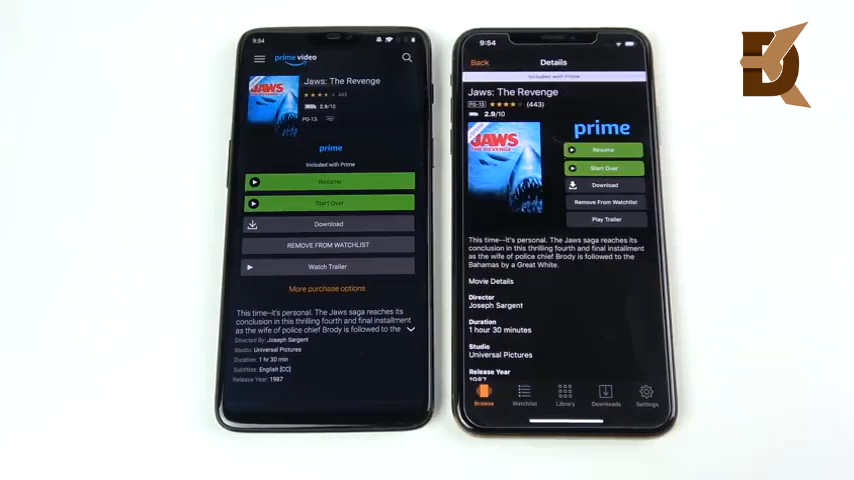 9:54
prime video
Jaws: The Revenge
443
2.9/10
PG-13
prime
Included with Prime
Resume
Start Over
Download
REMOVE FROM WATCHLIST
Watch Trailer
More purchase options
This time--it's personal. The Jaws saga reaches its
conclusion in this thrilling fourth and final installment
as the wife of police chief Brody is followed to the
Directed By: Joseph Sargent
Studio: Universal Pictures
Duration: 1 hr 30 min
Subtitles: English [CC]
Release Year: 1987
JAWS
9:54
Back
Details
Included with Prime
Jaws: The Revenge
PG-13
(443)
2.9/10
JAWS
THE REVENGE
prime
Resume
Start Over
Download
Remove From Watchlist
Play Trailer
This time--it's personal. The Jaws saga reaches its
conclusion in this thrilling fourth and final installment
as the wife of police chief Brody is followed to the
Bahamas by a Great White.
Movie Details
Director
Joseph Sargent
Duration
1 hour 30 minutes
Studio
Universal Pictures
Release Year
1987
Browse
Watchlist
Library
Downloads
Settings
D